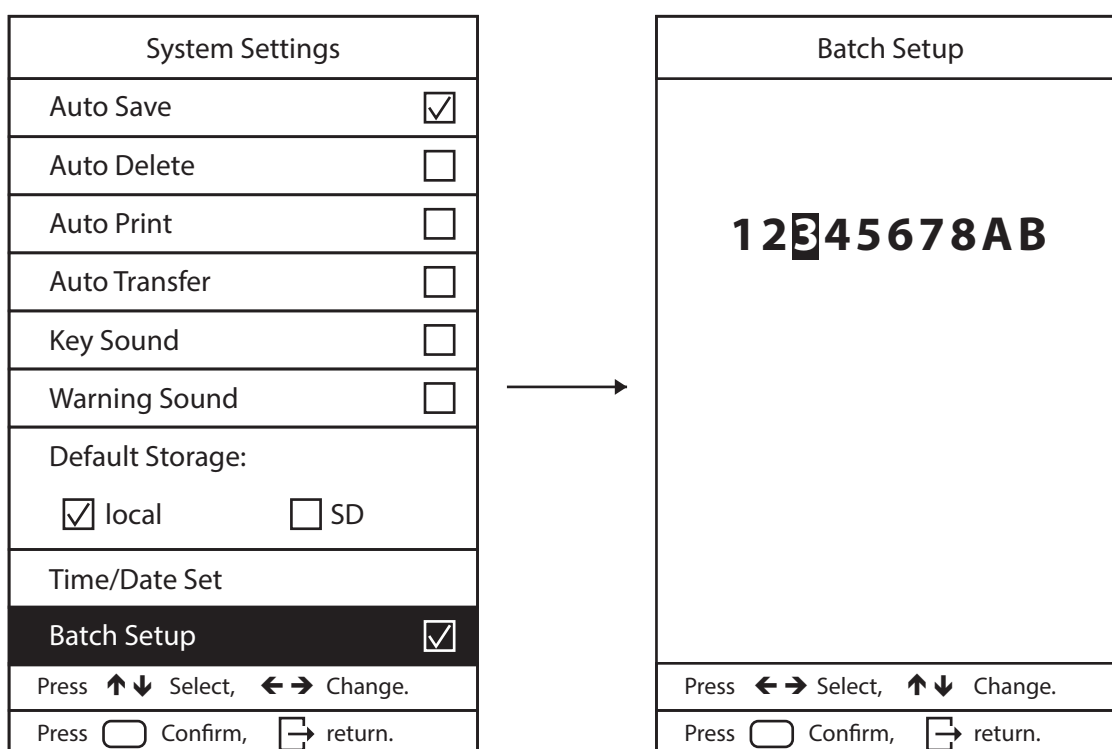 System Settings
Auto Save
Auto Delete
Auto Print
Auto Transfer
Key Sound
Warning Sound
Default Storage:
local SD
Time/Date Set
Batch Setup
Press ↑↓ Select, ←→ Change.
Press Confirm, return.
Batch Setup
12345678AB
Press ←→ Select, ↑↓ Change.
Press Confirm, return.